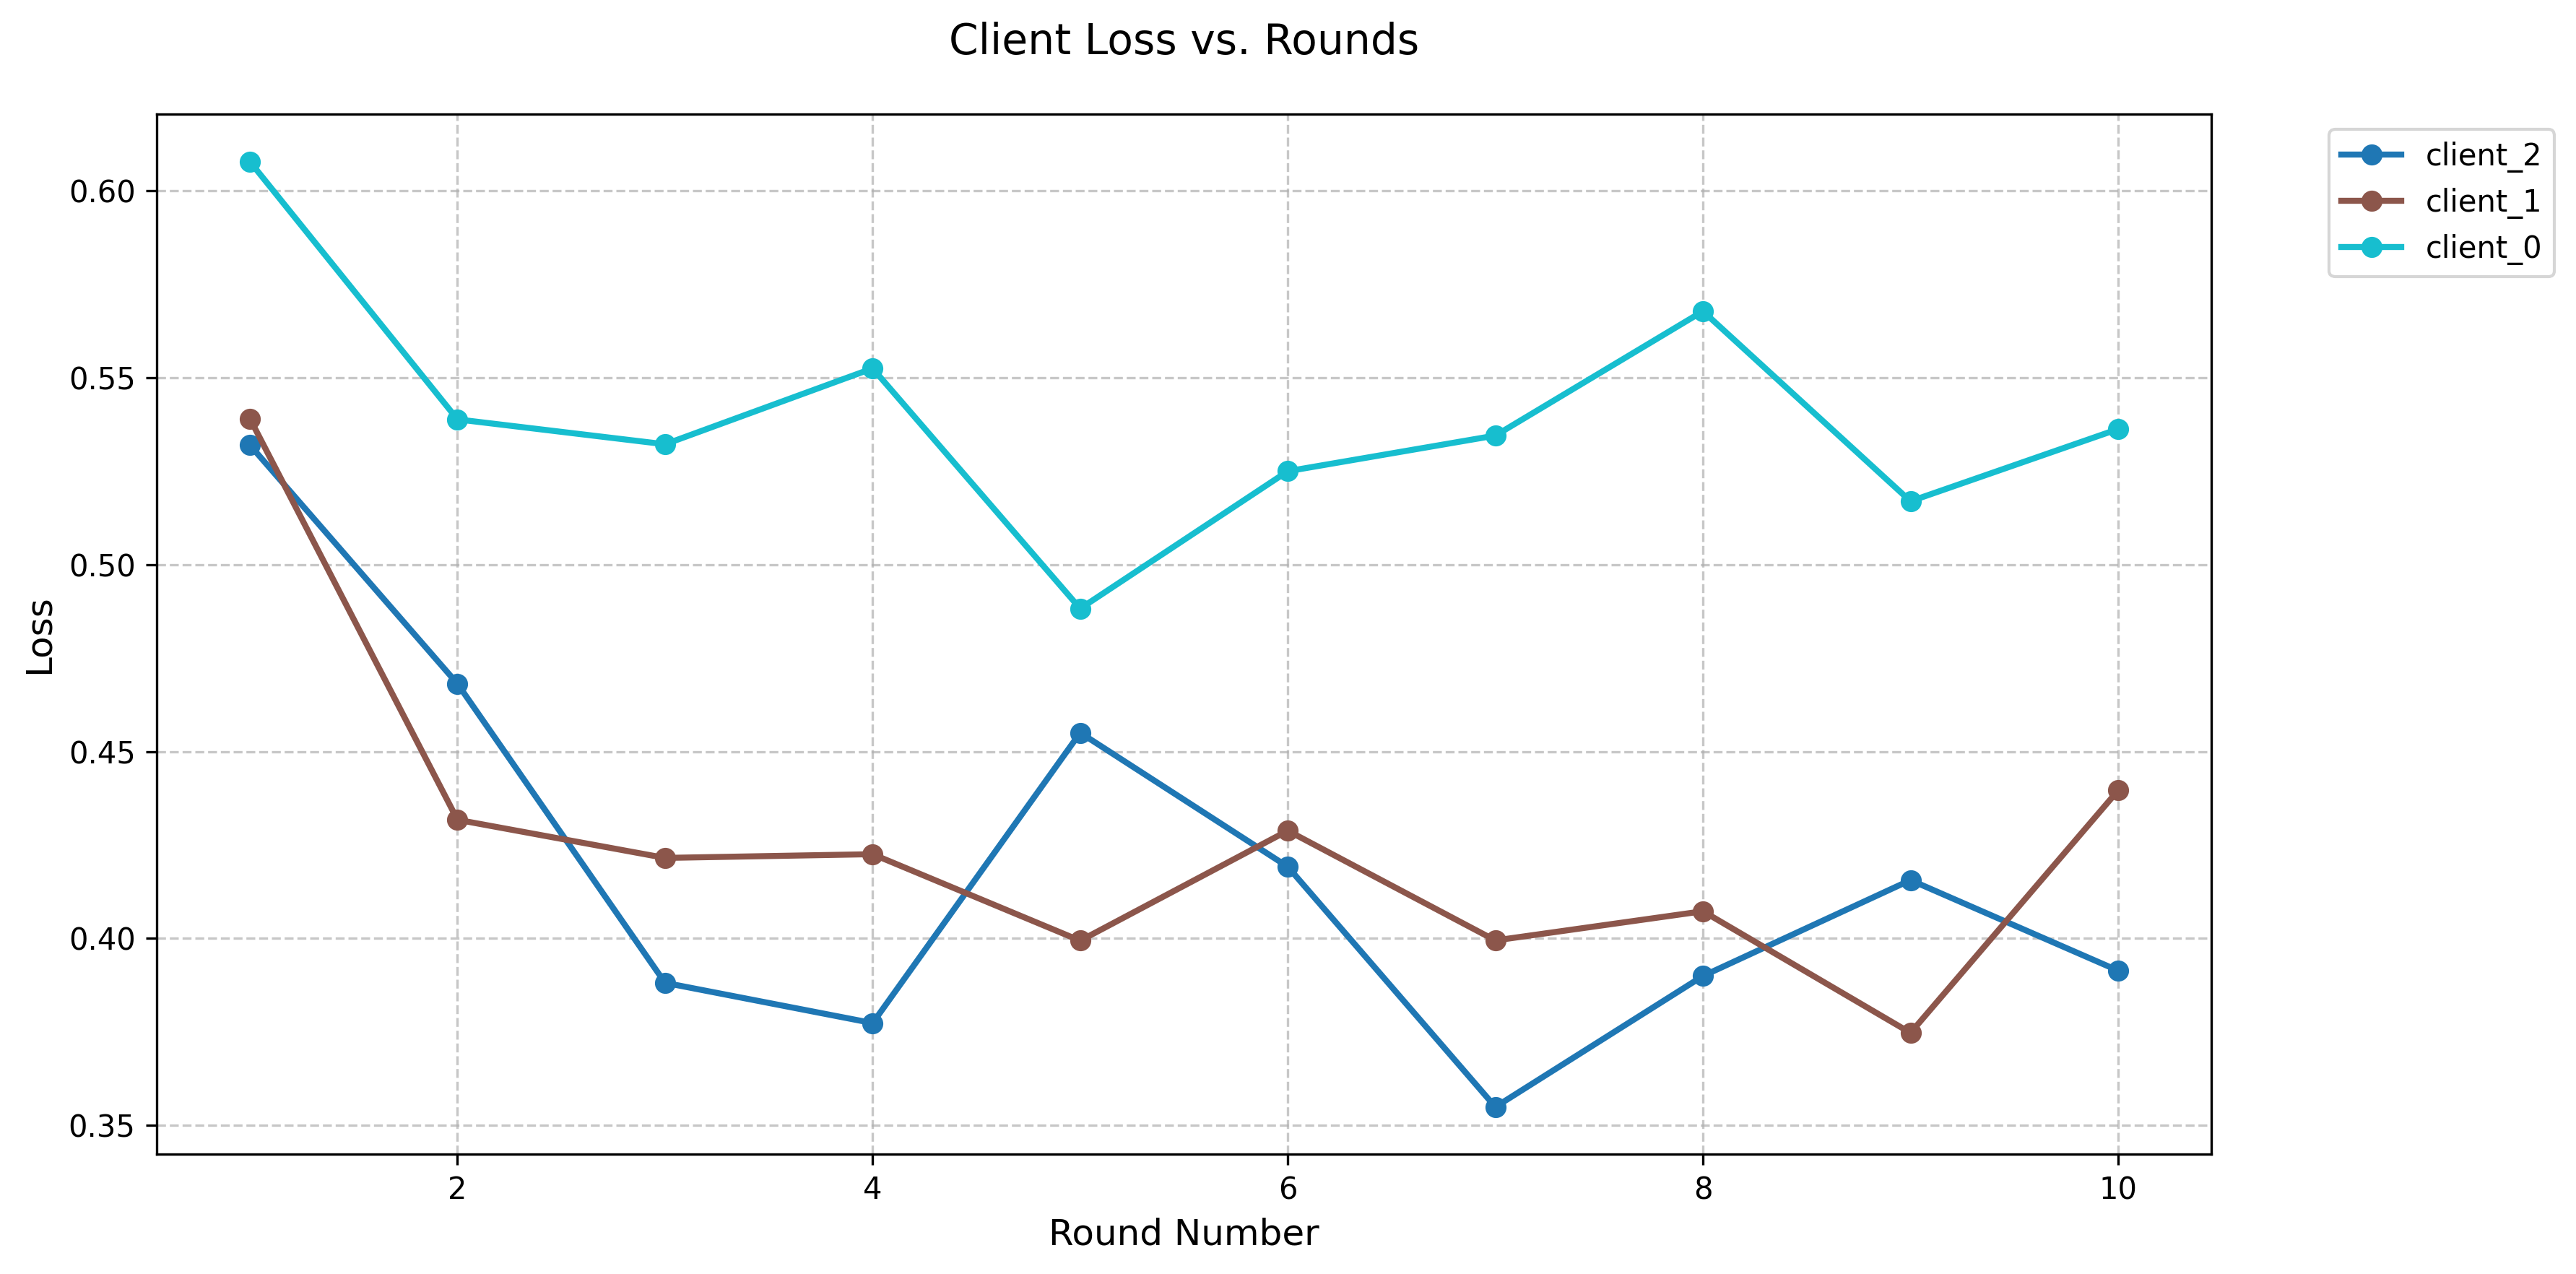 Client Loss vs. Rounds
client_2
client_1
client_0
0.60
0.55
0.50
0.45
0.40
0.35
Loss
2 4 6 8 10
Round Number